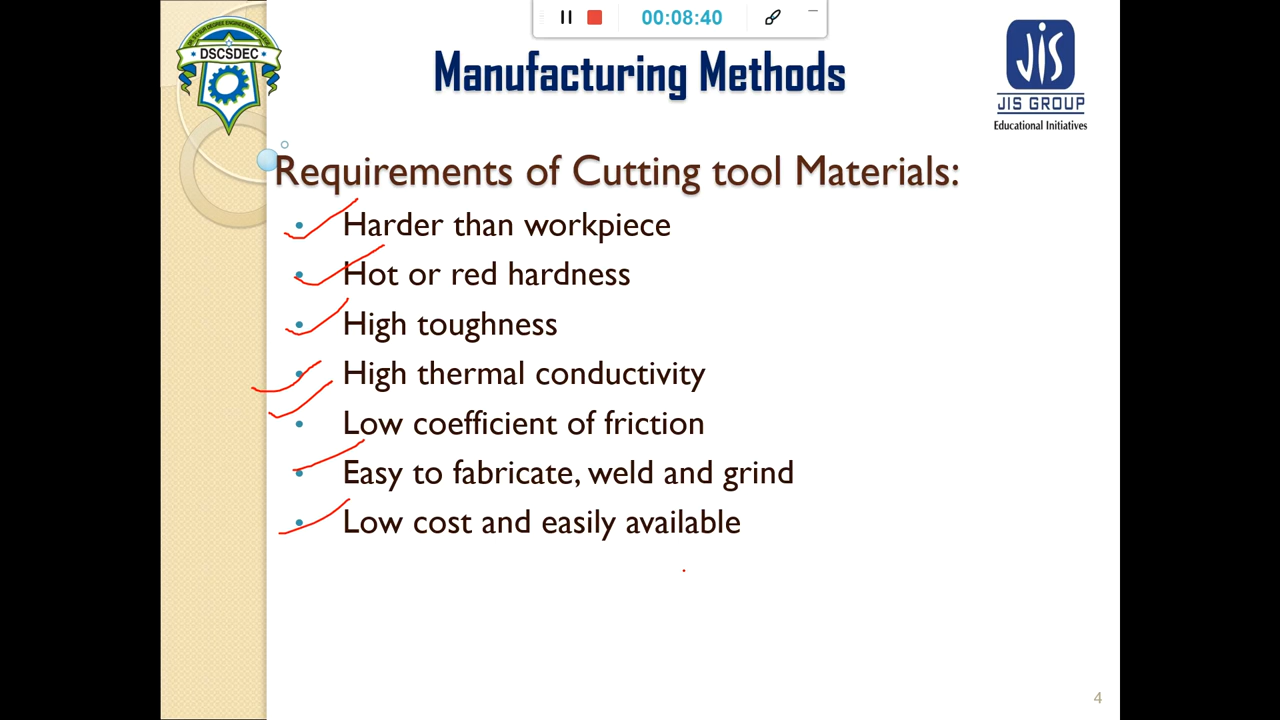 00:08:40
DSCSDEC
Manufacturing Methods
JIS
JIS GROUP
Educational Initiatives
Requirements of Cutting tool Materials:
• Harder than workpiece
• Hot or red hardness
• High toughness
• High thermal conductivity
• Low coefficient of friction
• Easy to fabricate, weld and grind
• Low cost and easily available
4